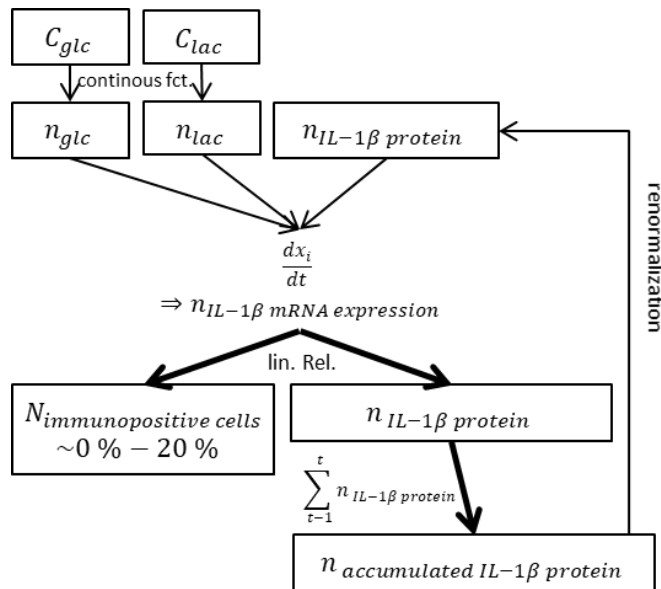 C_glc C_lac
continous fct.
n_glc n_lac n_IL−1β protein
dx_i/dt
⇒ n_IL−1β mRNA expression
lin. Rel.
N_immunopositive cells
~0 % − 20 %
n_IL−1β protein
∑_{t−1}^{t} n_IL−1β protein
n_accumulated IL−1β protein
renormalization